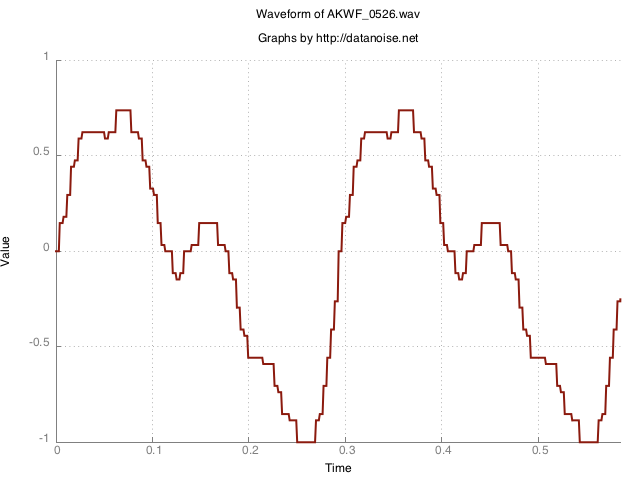 Waveform of AKWF_0526.wav
Graphs by http://datanoise.net
1
0.5
0
-0.5
-1
Value
0 0.1 0.2 0.3 0.4 0.5
Time